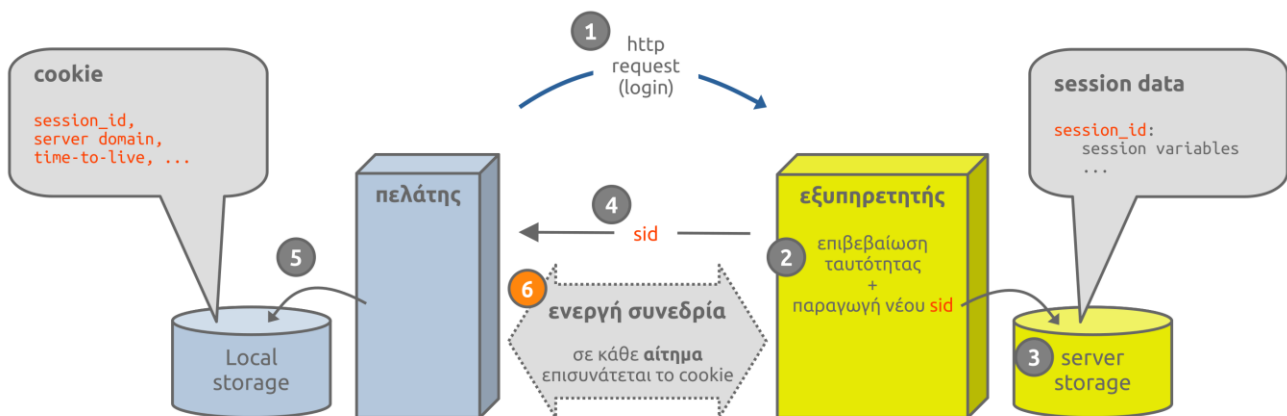 1
http
request
(login)
cookie
session_id,
server domain,
time-to-live, ...
session data
session_id:
session variables
...
πελάτης
4
sid
εξυπηρετητής
2
επιβεβαίωση
ταυτότητας
+
παραγωγή νέου sid
5
6
ενεργή συνεδρία
σε κάθε αίτημα
επισυνάτεται το cookie
Local
storage
3
server
storage